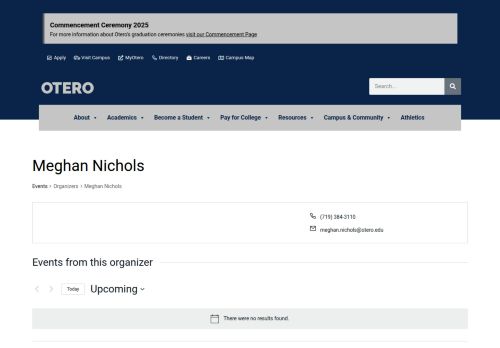 Commencement Ceremony 2025
For more information about Otero's graduation ceremonies visit our Commencement Page
Apply Visit Campus MyOtero Directory Careers Campus Map
OTERO
Search...
About Academics Become a Student Pay for College Resources Campus & Community Athletics
Meghan Nichols
Events › Organizers › Meghan Nichols
(719) 384-3110
meghan.nichols@otero.edu
Events from this organizer
Today Upcoming
There were no results found.